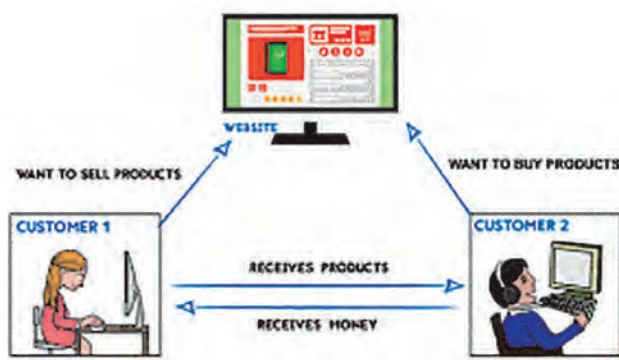 WEBSITE
WANT TO SELL PRODUCTS
WANT TO BUY PRODUCTS
CUSTOMER 1
CUSTOMER 2
RECEIVES PRODUCTS
RECEIVES MONEY